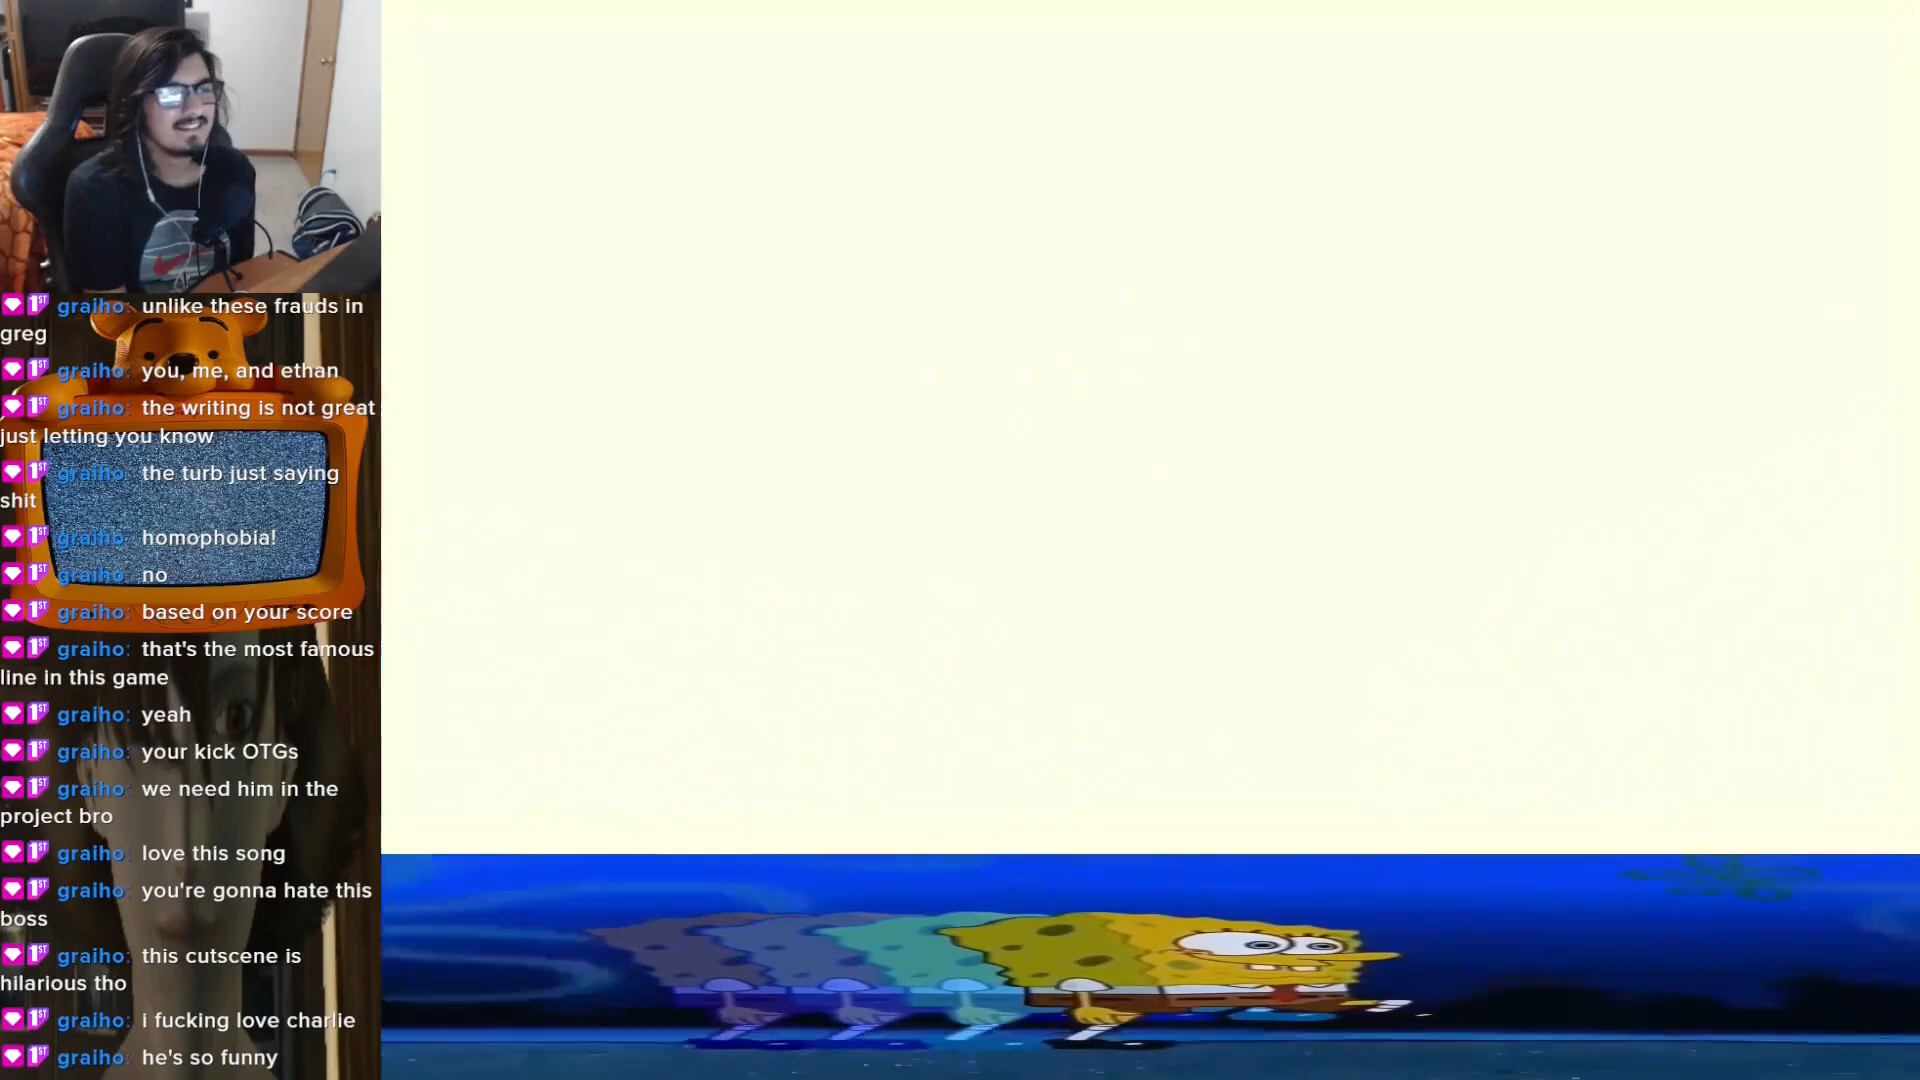 graiho: unlike these frauds in
greg
graiho: you, me, and ethan
graiho: the writing is not great
just letting you know
graiho: the turb just saying
shit
graiho: homophobia!
graiho: no
graiho: based on your score
graiho: that's the most famous
line in this game
graiho: yeah
graiho: your kick OTGs
graiho: we need him in the
project bro
graiho: love this song
graiho: you're gonna hate this
boss
graiho: this cutscene is
hilarious tho
graiho: i fucking love charlie
graiho: he's so funny